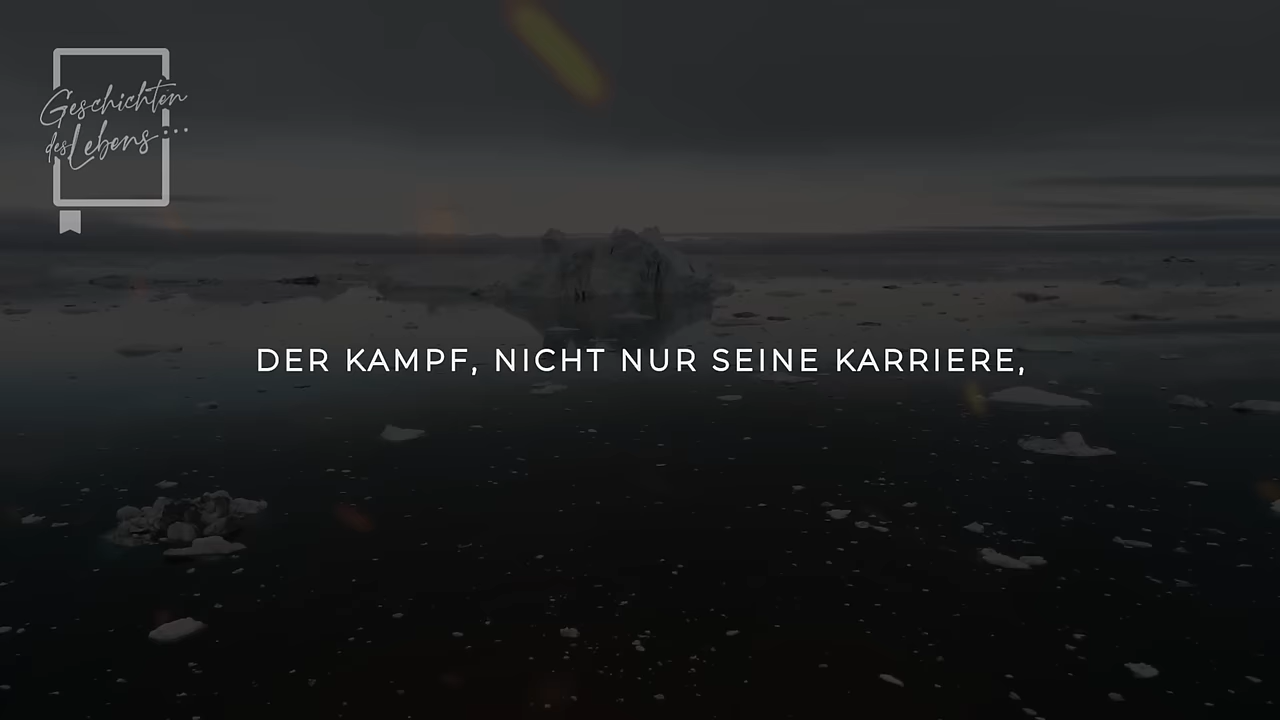 Geschichten
des Lebens...
DER KAMPF, NICHT NUR SEINE KARRIERE,